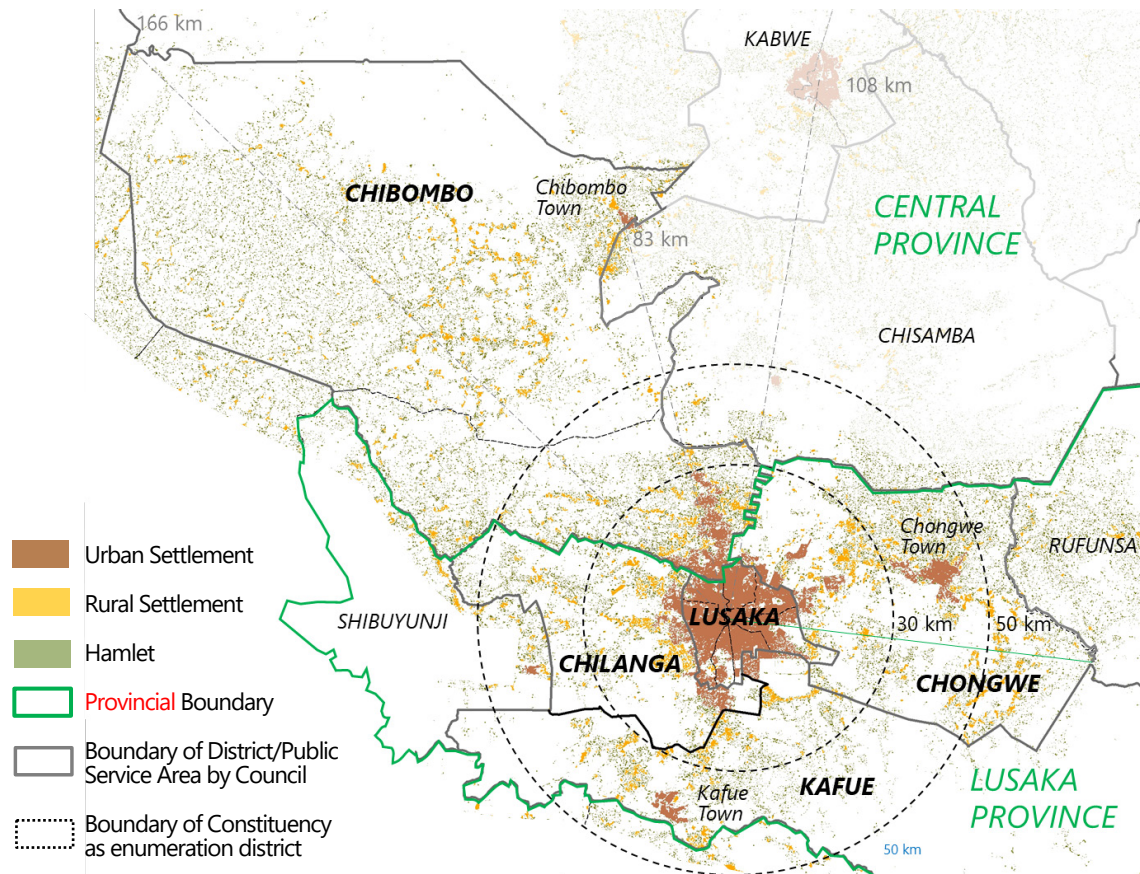 166 km
KABWE
108 km
CHIBOMBO
Chibombo
Town
83 km
CENTRAL
PROVINCE
CHISAMBA
Chongwe
Town
RUFUNSA
SHIBUYUNJI
LUSAKA
30 km
50 km
CHILANGA
CHONGWE
KAFUE
Kafue
Town
LUSAKA
PROVINCE
50 km
Urban Settlement
Rural Settlement
Hamlet
Provincial Boundary
Boundary of District/Public
Service Area by Council
Boundary of Constituency
as enumeration district